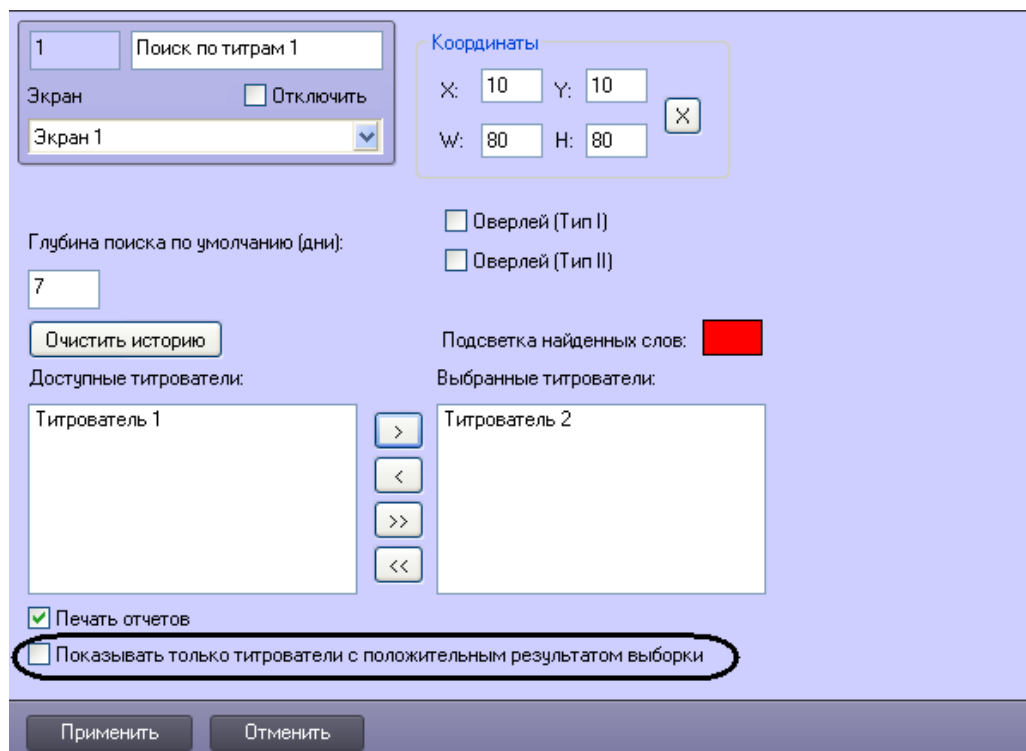 1
Поиск по титрам 1
Экран
Отключить
Экран 1
Координаты
X: 10 Y: 10
X
W: 80 H: 80
Оверлей (Тип I)
Оверлей (Тип II)
Глубина поиска по умолчанию (дни):
7
Очистить историю
Подсветка найденных слов:
Доступные титрователи:
Выбранные титрователи:
Титрователь 1
Титрователь 2
>
<
>>
<<
Печать отчетов
Показывать только титрователи с положительным результатом выборки
Применить
Отменить